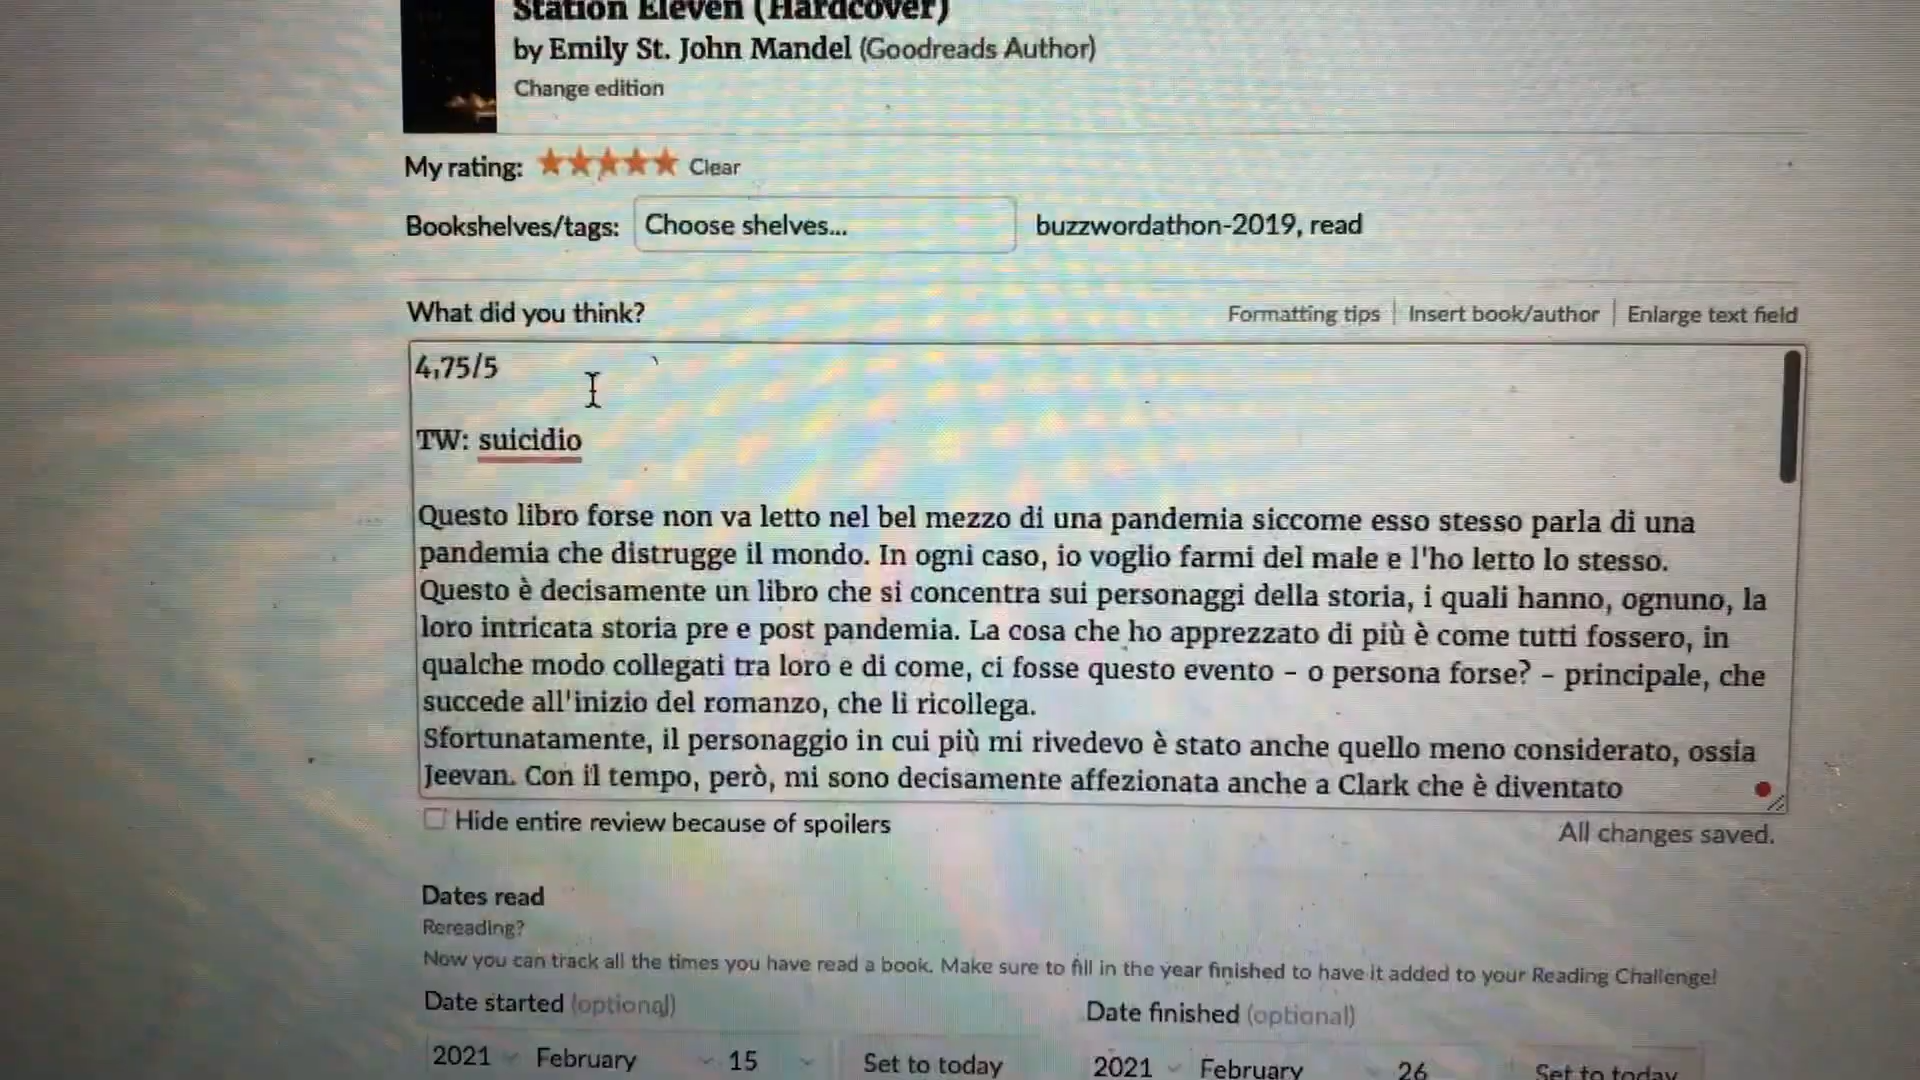 Station Eleven (Hardcover)
by Emily St. John Mandel (Goodreads Author)
Change edition
My rating: Clear
Bookshelves/tags: Choose shelves... buzzwordathon-2019, read
What did you think? Formatting tips Insert book/author Enlarge text field
4,75/5
TW: suicidio
Questo libro forse non va letto nel bel mezzo di una pandemia siccome esso stesso parla di una
pandemia che distrugge il mondo. In ogni caso, io voglio farmi del male e l'ho letto lo stesso.
Questo è decisamente un libro che si concentra sui personaggi della storia, i quali hanno, ognuno, la
loro intricata storia pre e post pandemia. La cosa che ho apprezzato di più è come tutti fossero, in
qualche modo collegati tra loro e di come, ci fosse questo evento – o persona forse? – principale, che
succede all'inizio del romanzo, che li ricollega.
Sfortunatamente, il personaggio in cui più mi rivedevo è stato anche quello meno considerato, ossia
Jeevan. Con il tempo, però, mi sono decisamente affezionata anche a Clark che è diventato
Hide entire review because of spoilers
All changes saved.
Dates read
Rereading?
Now you can track all the times you have read a book. Make sure to fill in the year finished to have it added to your Reading Challenge!
Date started (optional) Date finished (optional)
2021 February 15 Set to today 2021 February 26 Set to today